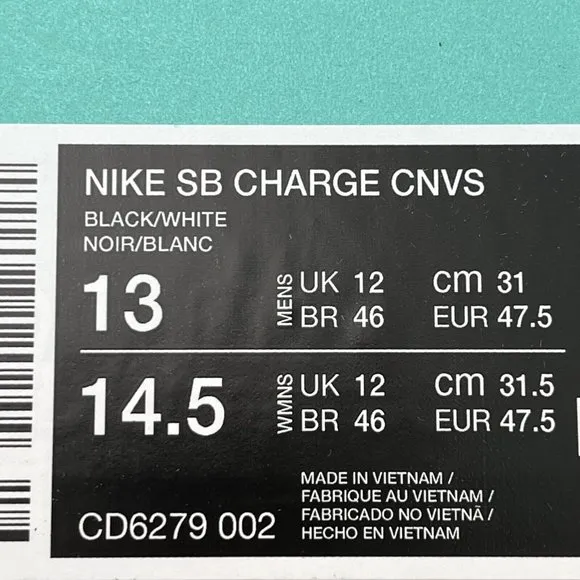 NIKE SB CHARGE CNVS
BLACK/WHITE
NOIR/BLANC
13 MENS UK 12 cm 31
BR 46 EUR 47.5
14.5 WMNS UK 12 cm 31.5
BR 46 EUR 47.5
MADE IN VIETNAM /
FABRIQUE AU VIETNAM /
FABRICADO NO VIETNÃ /
HECHO EN VIETNAM
CD6279 002